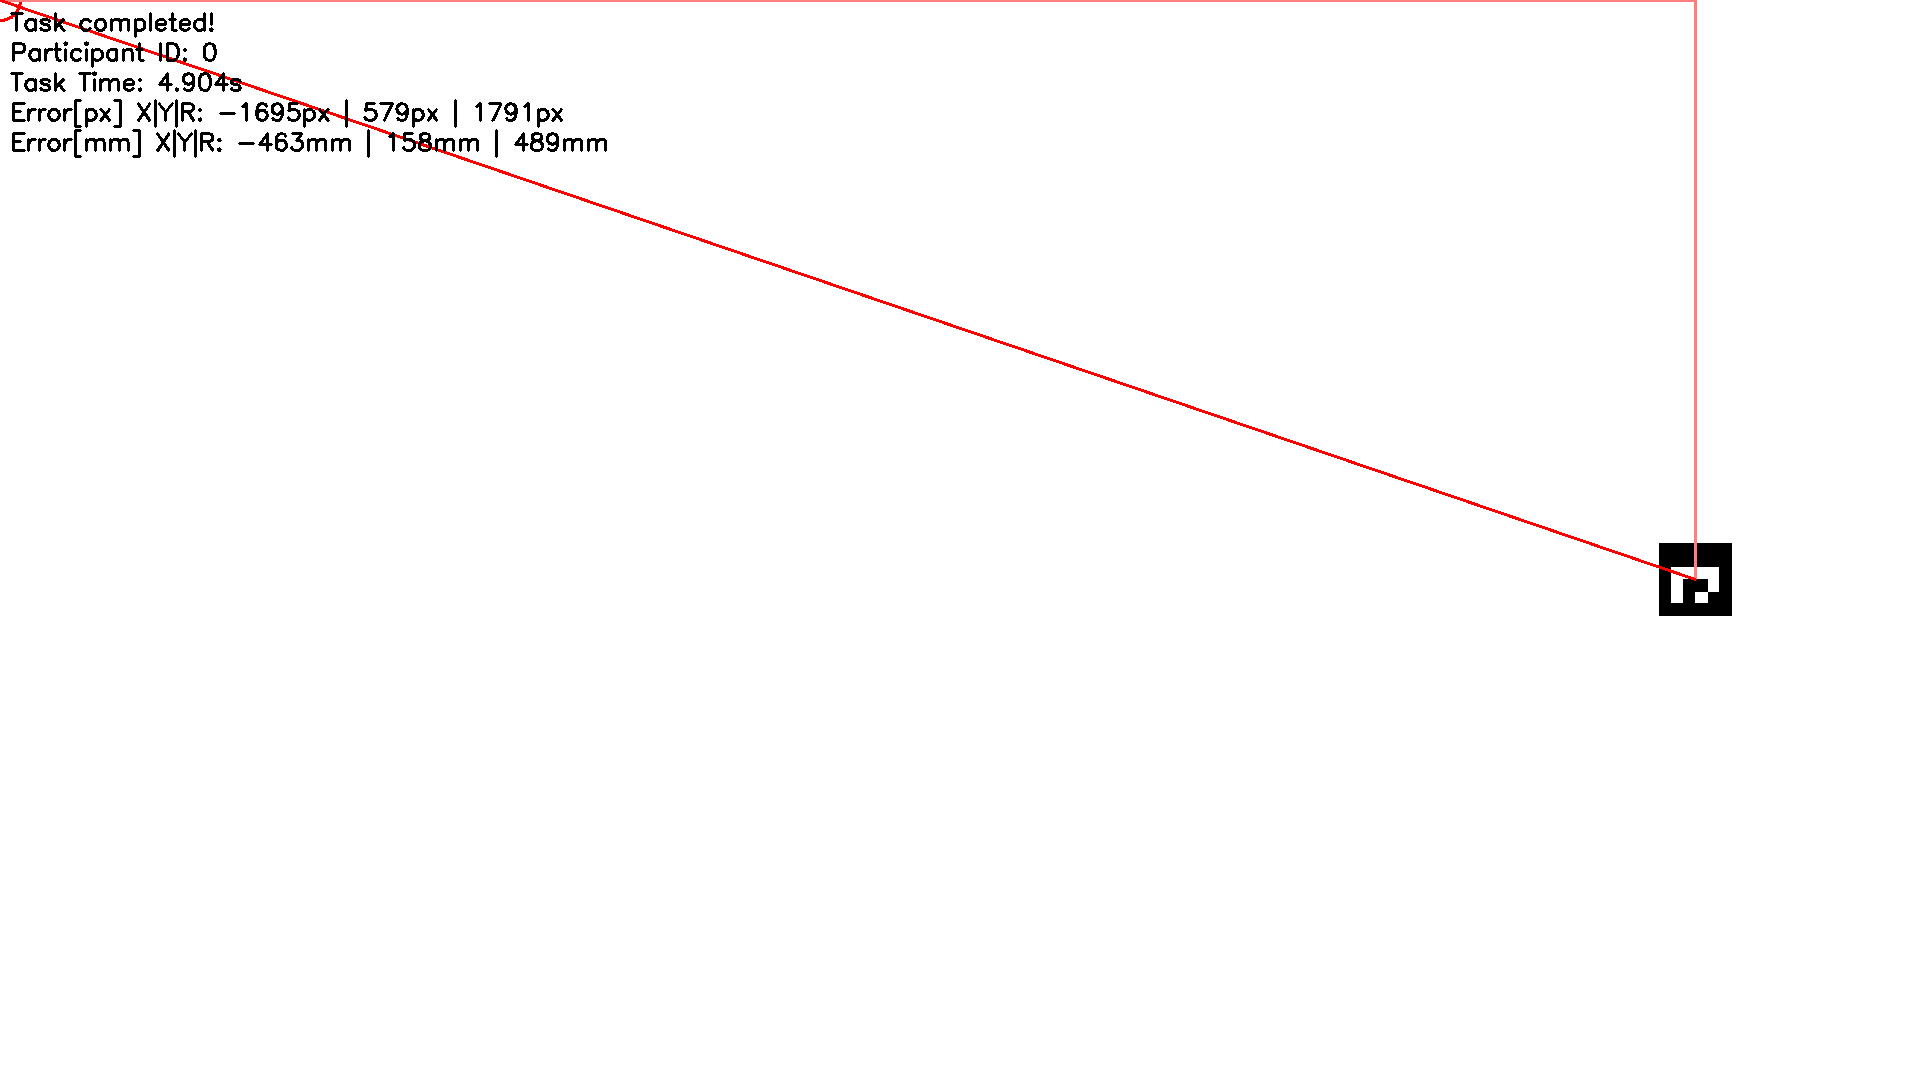 Task completed!
Participant ID: 0
Task Time: 4.904s
Error[px] X|Y|R: -1695px | 579px | 1791px
Error[mm] X|Y|R: -463mm | 158mm | 489mm